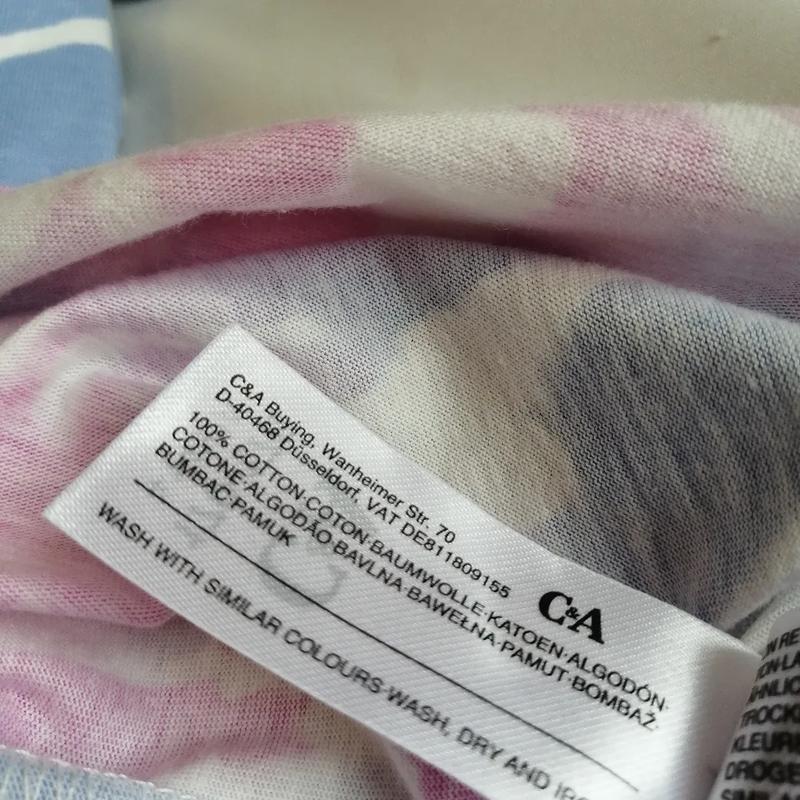 C&A Buying, Wanheimer Str. 70
D-40468 Düsseldorf, VAT DE811809155
C&A
100% COTTON·COTON·BAUMWOLLE·KATOEN·ALGODÓN·
COTONE·ALGODÃO·BAVLNA·BAWEŁNA·PAMUT·BOMBAŽ·
BUMBAC·PAMUK
WASH WITH SIMILAR COLOURS·WASH, DRY AND